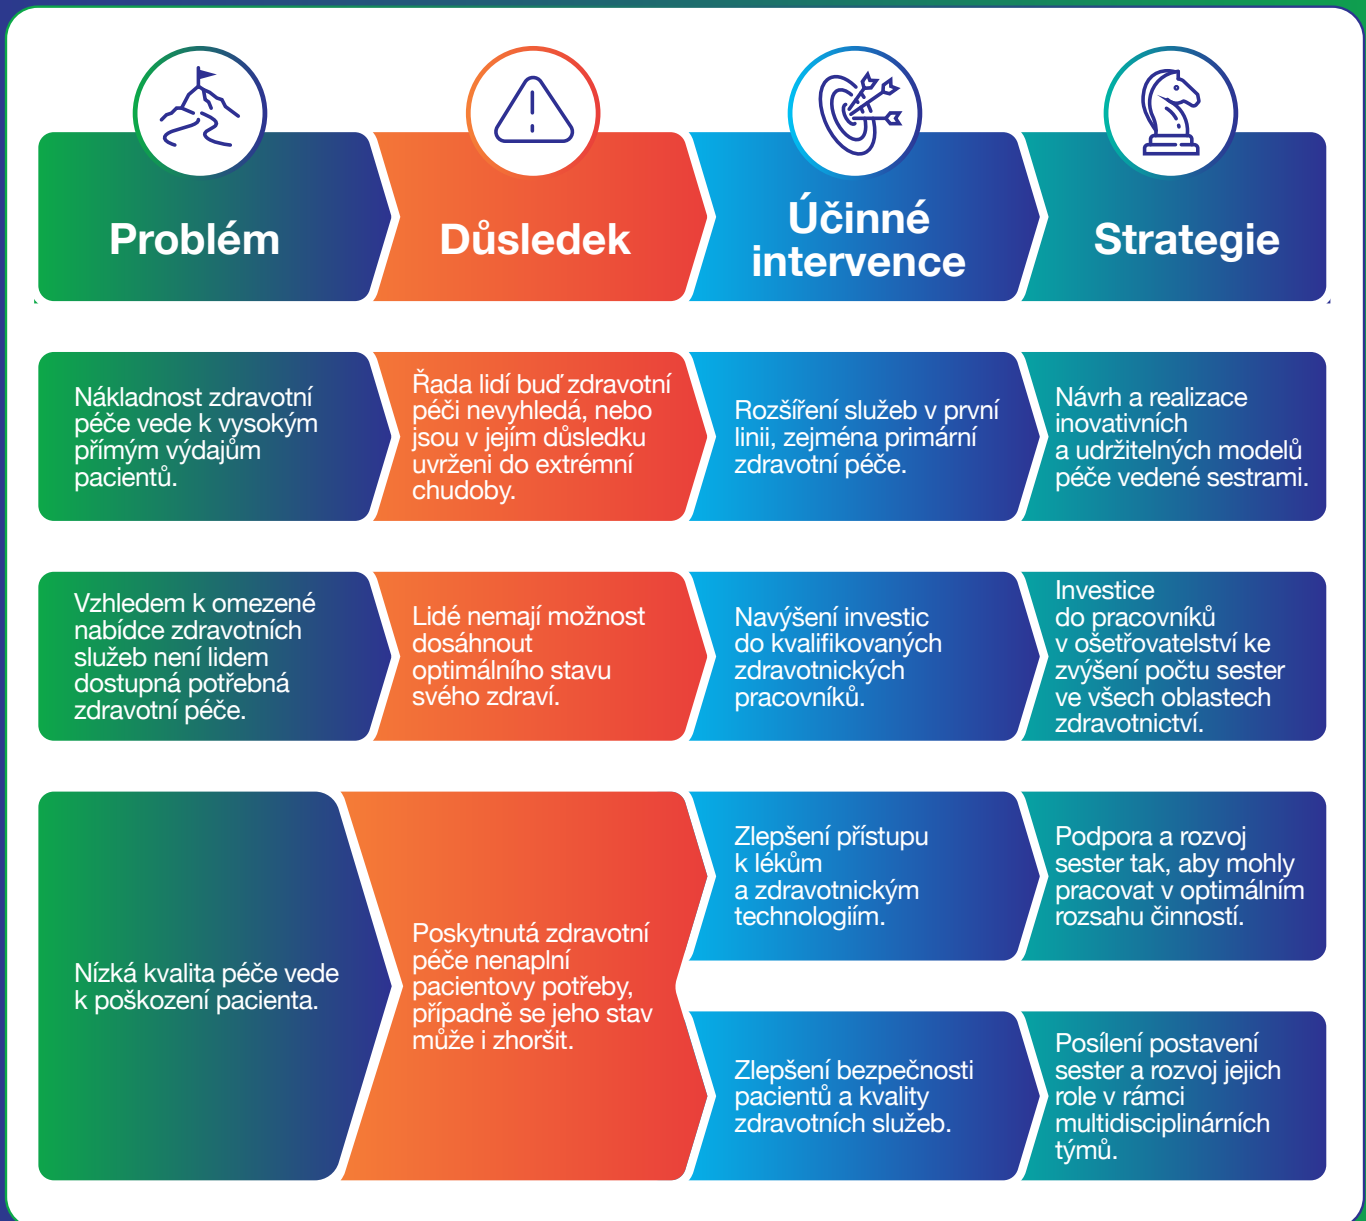 Problém
Důsledek
Účinné
intervence
Strategie
Nákladnost zdravotní
péče vede k vysokým
přímým výdajům
pacientů.
Řada lidí buď zdravotní
péči nevyhledá, nebo
jsou v jejím důsledku
uvrženi do extrémní
chudoby.
Rozšíření služeb v první
linii, zejména primární
zdravotní péče.
Návrh a realizace
inovativních
a udržitelných modelů
péče vedené sestrami.
Vzhledem k omezené
nabídce zdravotních
služeb není lidem
dostupná potřebná
zdravotní péče.
Lidé nemají možnost
dosáhnout
optimálního stavu
svého zdraví.
Navýšení investic
do kvalifikovaných
zdravotnických
pracovníků.
Investice
do pracovníků
v ošetřovatelství ke
zvýšení počtu sester
ve všech oblastech
zdravotnictví.
Nízká kvalita péče vede
k poškození pacienta.
Poskytnutá zdravotní
péče nenaplní
pacientovy potřeby,
případně se jeho stav
může i zhoršit.
Zlepšení přístupu
k lékům
a zdravotnickým
technologiím.
Podpora a rozvoj
sester tak, aby mohly
pracovat v optimálním
rozsahu činností.
Zlepšení bezpečnosti
pacientů a kvality
zdravotních služeb.
Posílení postavení
sester a rozvoj jejich
role v rámci
multidisciplinárních
týmů.